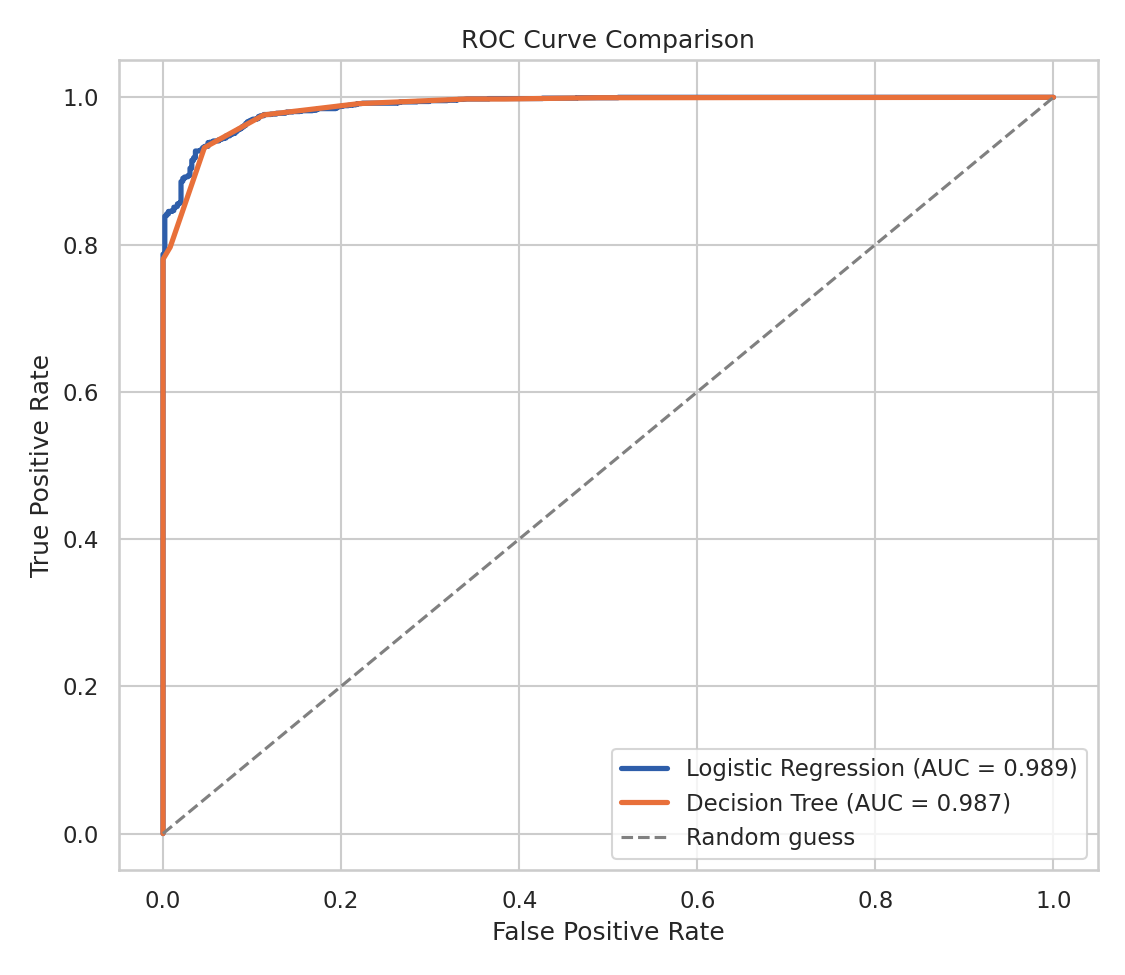 ROC Curve Comparison
1.0
0.8
0.6
0.4
0.2
0.0
True Positive Rate
Logistic Regression (AUC = 0.989)
Decision Tree (AUC = 0.987)
Random guess
0.0 0.2 0.4 0.6 0.8 1.0
False Positive Rate